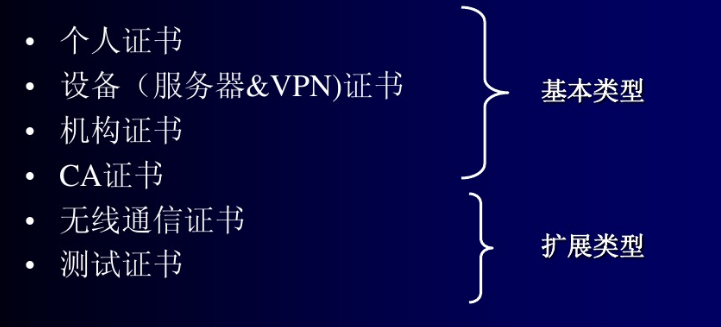 • 个人证书
• 设备（服务器&VPN)证书
基本类型
• 机构证书
• CA证书
• 无线通信证书
扩展类型
• 测试证书